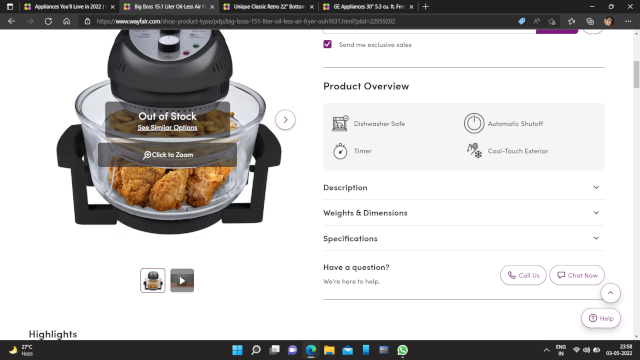 Appliances You'll Love in 2022 |
Big Boss 15.1 Liter Oil-Less Air F
Unique Classic Retro 22" Bottom
GE Appliances 30" 5.3 cu. ft. Free
https://www.wayfair.com/shop-product-type/pdp/big-boss-151-liter-oil-less-air-fryer-ouh1031.html?piid=22959202
Send me exclusive sales
Product Overview
Out of Stock
See Similar Options
Click to Zoom
Dishwasher Safe
Automatic Shutoff
Timer
Cool-Touch Exterior
Description
Weights & Dimensions
Specifications
Have a question?
We're here to help.
Call Us
Chat Now
Help
Highlights
27°C
Haze
ENG
IN
23:58
03-05-2022